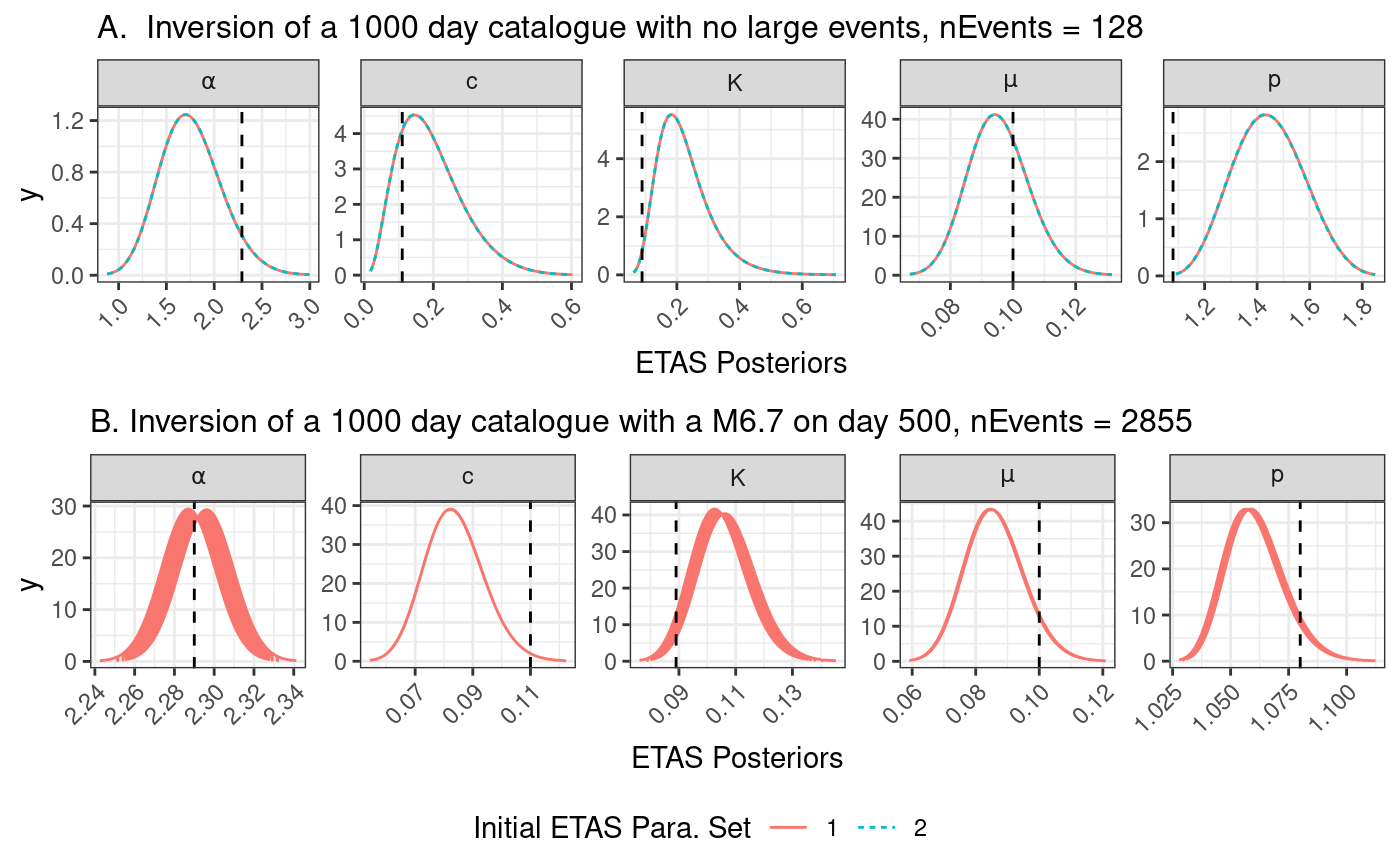 A.  Inversion of a 1000 day catalogue with no large events, nEvents = 128
α c K μ p
y
1.2 0.8 0.4 0.0
4 3 2 1 0
4 2 0
40 30 20 10 0
2 1 0
1.0 1.5 2.0 2.5 3.0 0.0 0.2 0.4 0.6 0.2 0.4 0.6 0.08 0.10 0.12 1.2 1.4 1.6 1.8
ETAS Posteriors
B. Inversion of a 1000 day catalogue with a M6.7 on day 500, nEvents = 2855
α c K μ p
y
30 20 10 0
40 30 20 10 0
40 30 20 10 0
40 30 20 10 0
30 20 10 0
2.24 2.26 2.28 2.30 2.32 2.34 0.07 0.09 0.11 0.09 0.11 0.13 0.06 0.08 0.10 0.12 1.025 1.050 1.075 1.100
ETAS Posteriors
Initial ETAS Para. Set 1 2